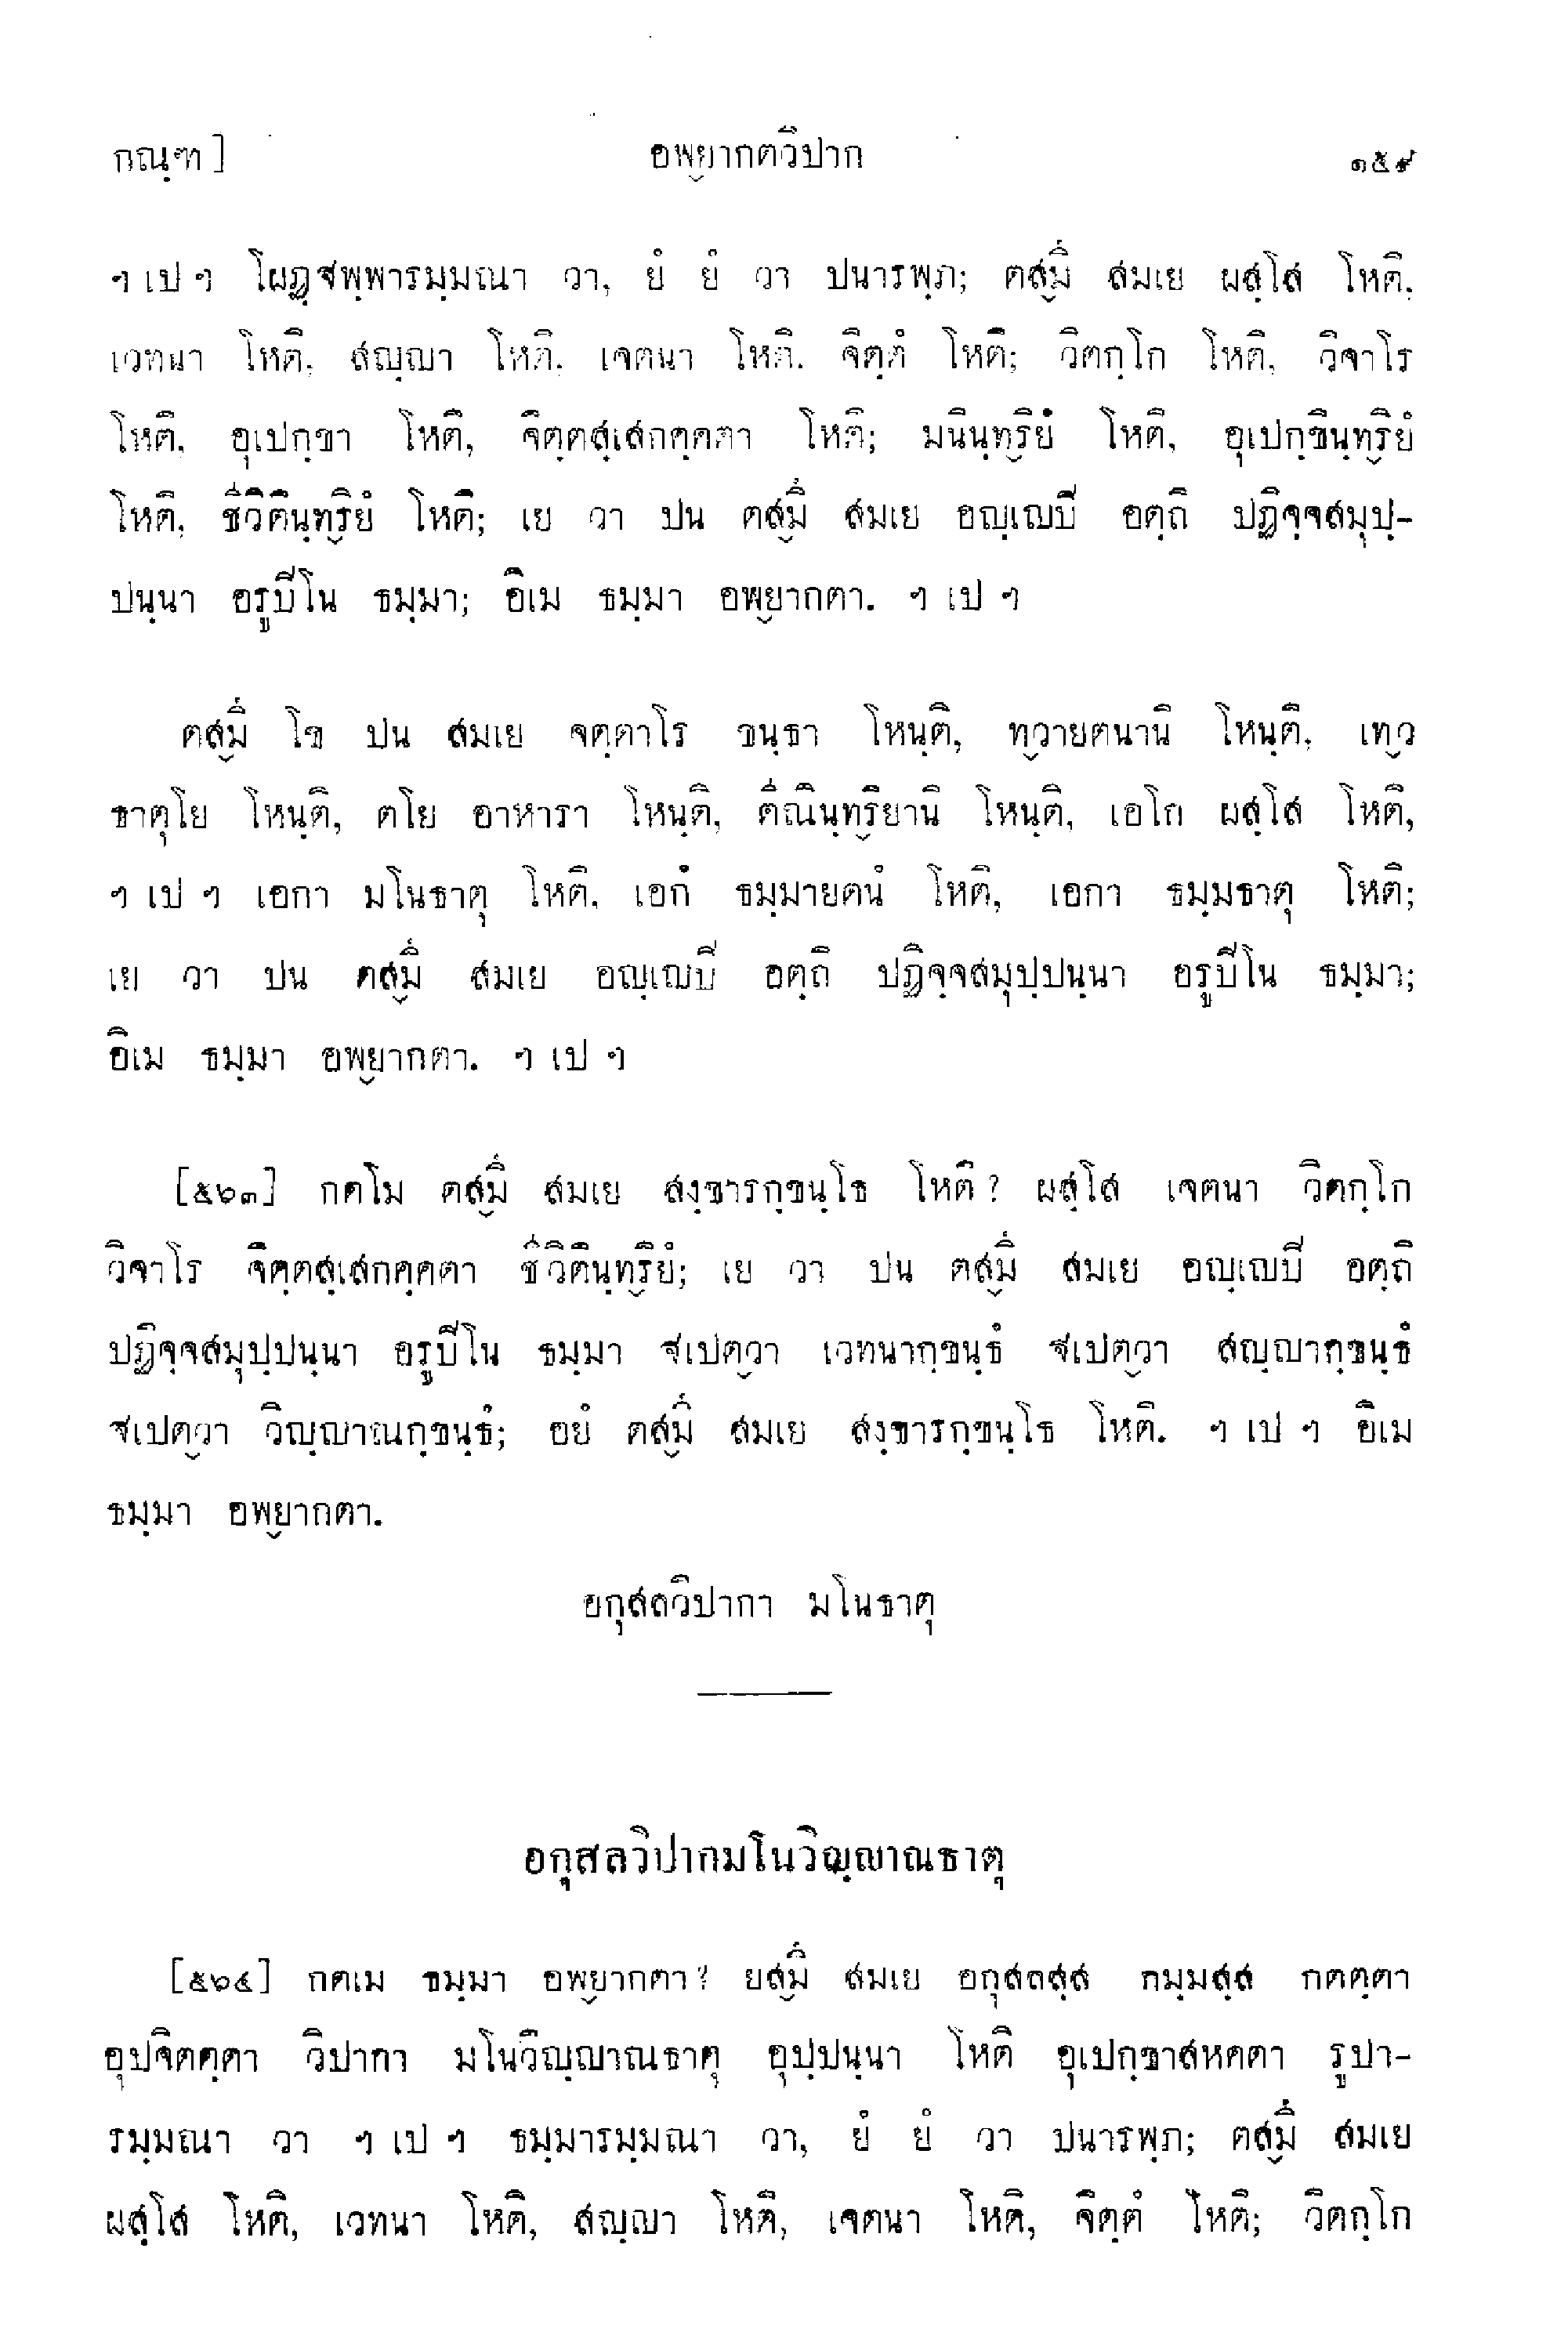 กณฺฑ] อพฺยากตวิปาก ๑๕๙
ฯ เป ฯ โผฏฺฐพฺพารมฺมณา วา, ยํ ยํ วา ปนารพฺภ; ตสฺมึ สมเย ผสฺโส โหติ,
เวทนา โหติ, สญฺญา โหติ, เจตนา โหติ, จิตฺตํ โหติ; วิตกฺโก โหติ, วิจาโร
โหติ, อุเปกฺขา โหติ, จิตฺตสฺเสกคฺคตา โหติ; มนินฺทฺริยํ โหติ, อุเปกฺขินฺทฺริยํ
โหติ, ชีวิตินฺทฺริยํ โหติ; เย วา ปน ตสฺมึ สมเย อญฺเญปี อตฺถิ ปฏิจฺจสมุปฺ-
ปนฺนา อรูปิโน ธมฺมา; อิเม ธมฺมา อพฺยากตา. ฯ เป ฯ
ตสฺมึ โข ปน สมเย จตฺตาโร ขนฺธา โหนฺติ, ทฺวายตนานิ โหนฺติ, เทฺว
ธาตุโย โหนฺติ, ตโย อาหารา โหนฺติ, ตีณินฺทฺริยานิ โหนฺติ, เอโก ผสฺโส โหติ,
ฯ เป ฯ เอกา มโนธาตุ โหติ, เอกํ ธมฺมายตนํ โหติ, เอกา ธมฺมธาตุ โหติ;
เย วา ปน ตสฺมึ สมเย อญฺเญปี อตฺถิ ปฏิจฺจสมุปฺปนฺนา อรูปิโน ธมฺมา;
อิเม ธมฺมา อพฺยากตา. ฯ เป ฯ
[๕๖๓] กตโม ตสฺมึ สมเย สงฺขารกฺขนฺโธ โหติ? ผสฺโส เจตนา วิตกฺโก
วิจาโร จิตฺตสฺเสกคฺคตา ชีวิตินฺทฺริยํ; เย วา ปน ตสฺมึ สมเย อญฺเญปี อตฺถิ
ปฏิจฺจสมุปฺปนฺนา อรูปิโน ธมฺมา ฐเปตฺวา เวทนากฺขนฺธํ ฐเปตฺวา สญฺญากฺขนฺธํ
ฐเปตฺวา วิญฺญาณกฺขนฺธํ; อยํ ตสฺมึ สมเย สงฺขารกฺขนฺโธ โหติ. ฯ เป ฯ อิเม
ธมฺมา อพฺยากตา.
อกุสลวิปากา มโนธาตุ
อกุสลวิปากมโนวิญฺญาณธาตุ
[๕๖๔] กตเม ธมฺมา อพฺยากตา? ยสฺมึ สมเย อกุสลสฺส กมฺมสฺส กตตฺตา
อุปจิตตฺตา วิปากา มโนวิญฺญาณธาตุ อุปฺปนฺนา โหติ อุเปกฺขาสหคตา รูปา-
รมฺมณา วา ฯ เป ฯ ธมฺมารมฺมณา วา, ยํ ยํ วา ปนารพฺภ; ตสฺมึ สมเย
ผสฺโส โหติ, เวทนา โหติ, สญฺญา โหติ, เจตนา โหติ, จิตฺตํ โหติ; วิตกฺโก